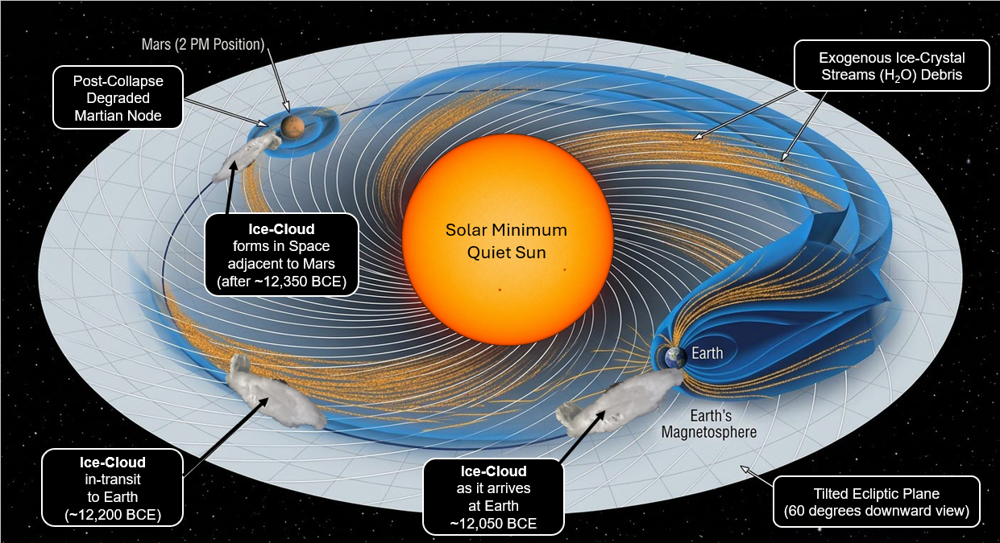 Mars (2 PM Position)
Post-Collapse
Degraded
Martian Node
Exogenous Ice-Crystal
Streams (H₂O) Debris
Ice-Cloud
forms in Space
adjacent to Mars
(after ~12,350 BCE)
Solar Minimum
Quiet Sun
Earth
Earth's
Magnetosphere
Ice-Cloud
in-transit
to Earth
(~12,200 BCE)
Ice-Cloud
as it arrives
at Earth
~12,050 BCE
Tilted Ecliptic Plane
(60 degrees downward view)